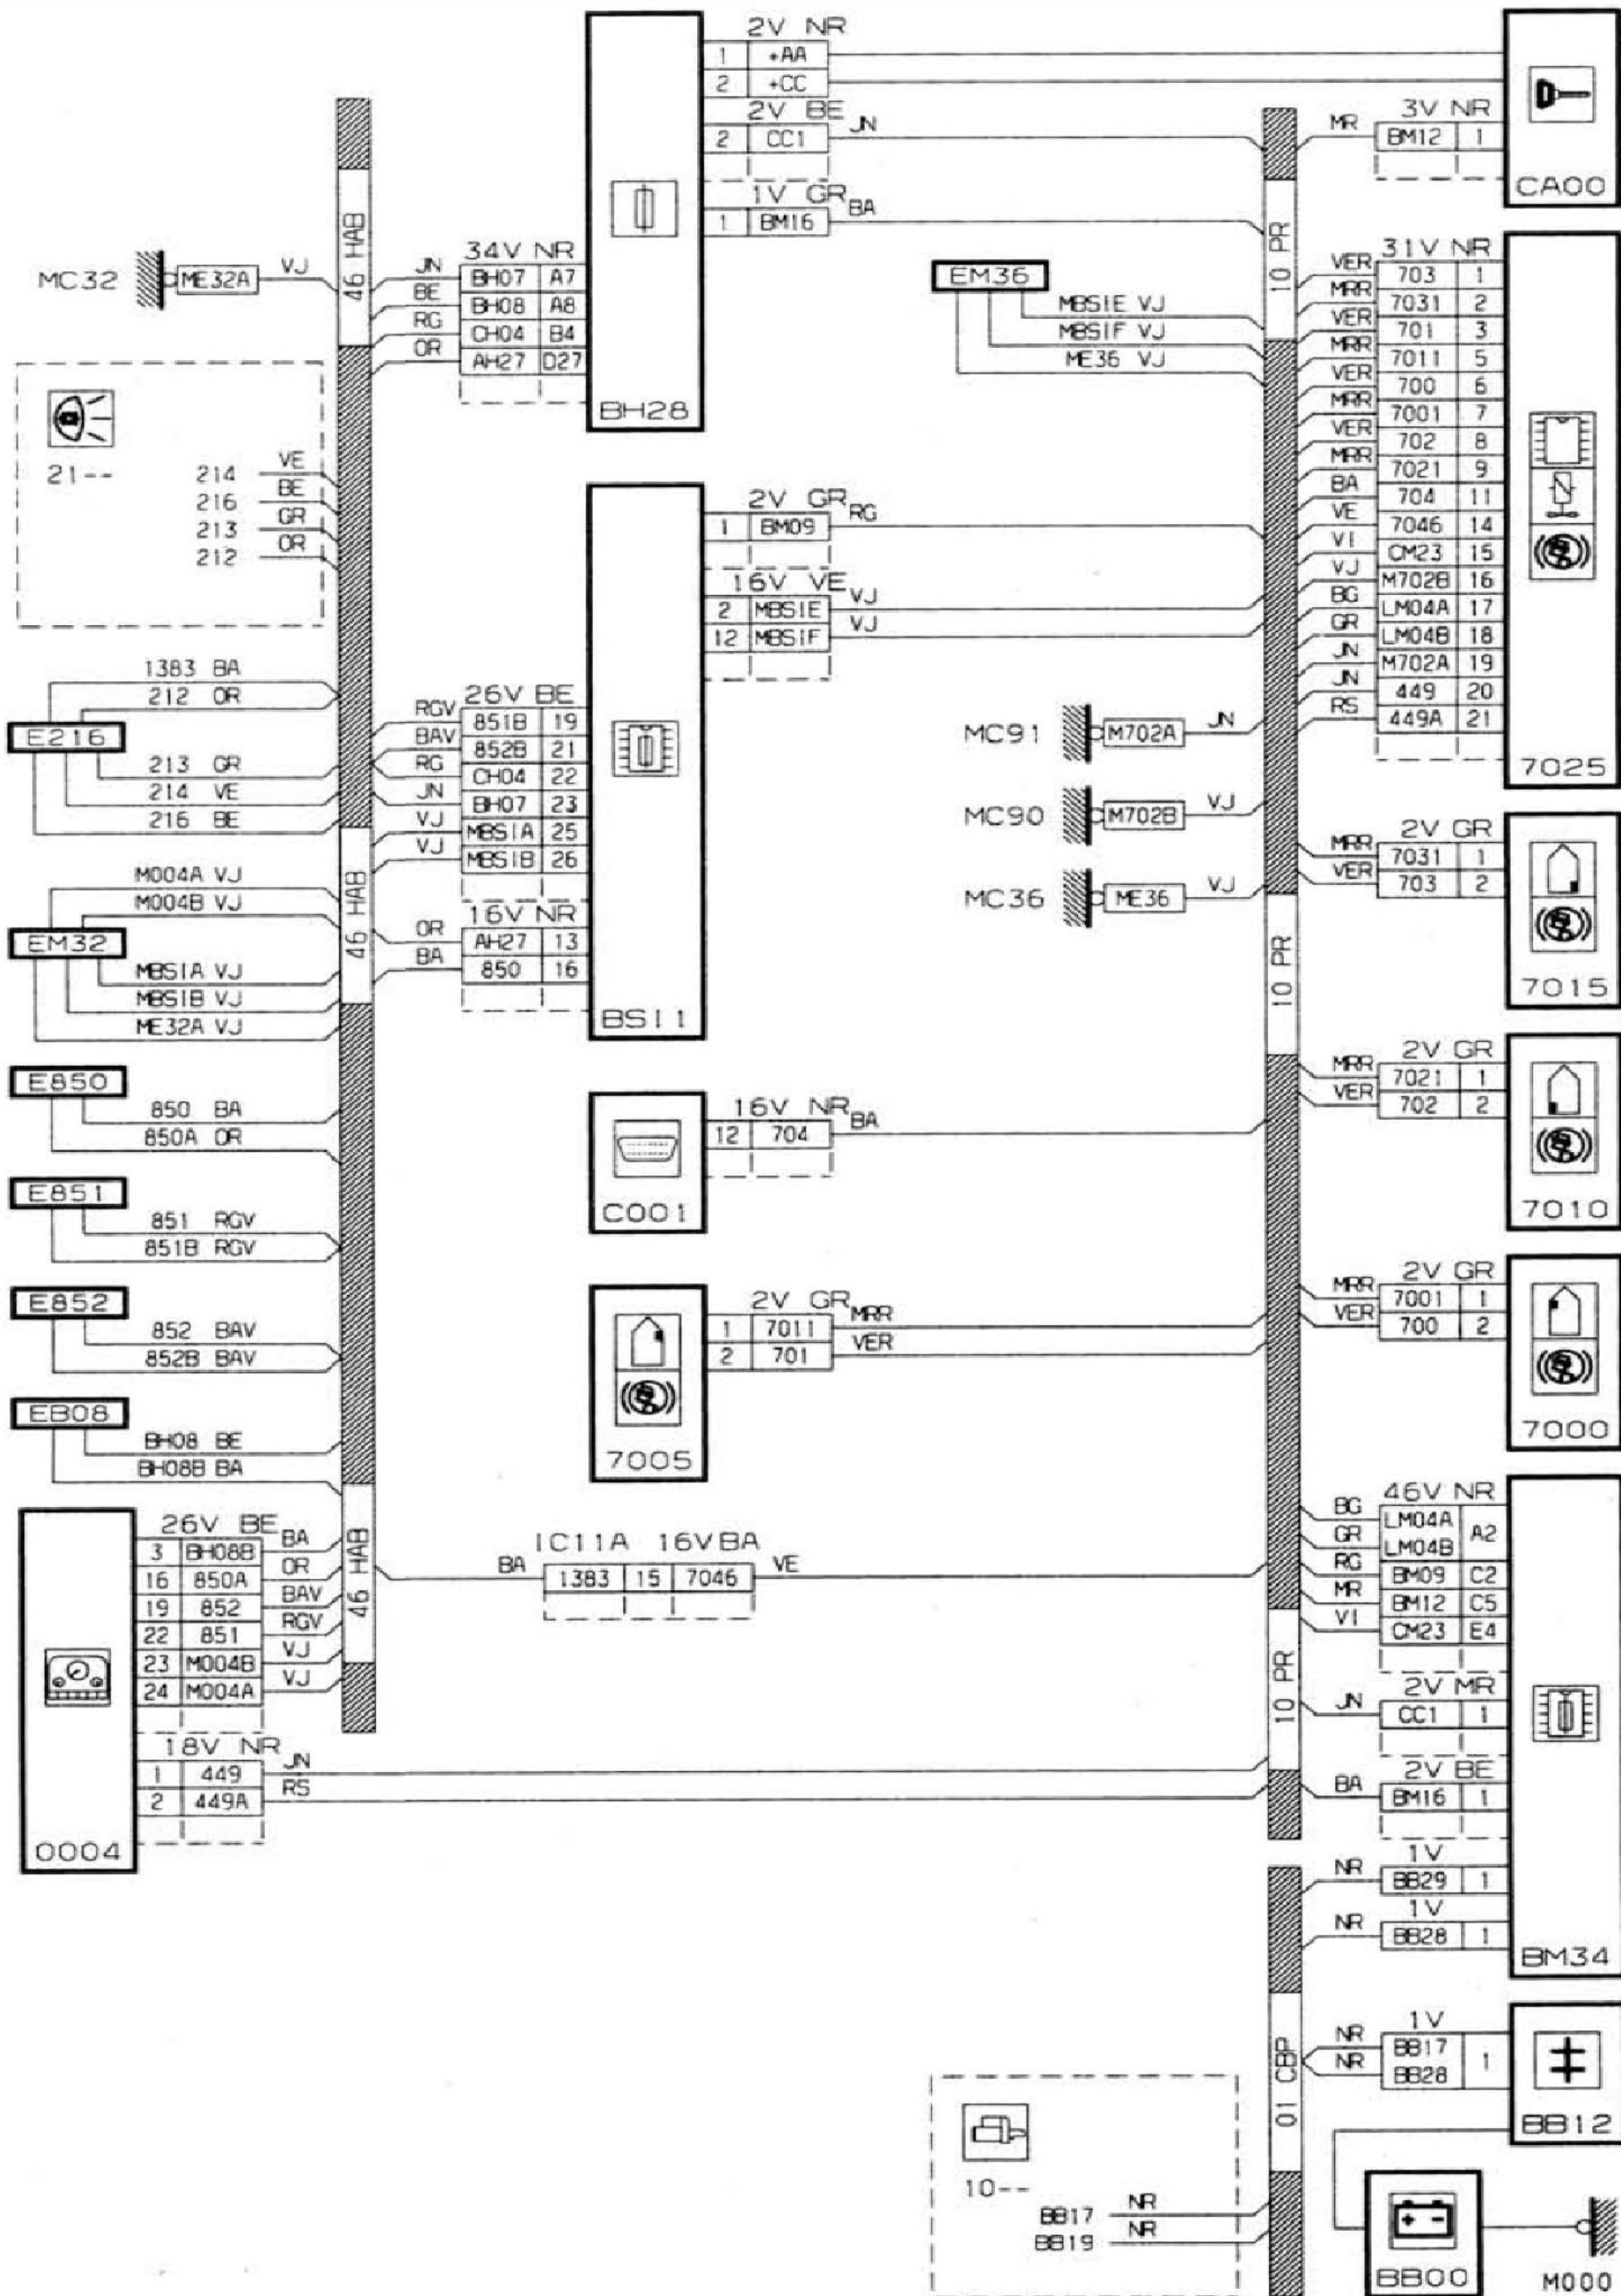 2V NR
1 +AA
2 +CC
2V BE
2 CC1 JN
1V GR
1 BM16 BA
34V NR
JN BH07 A7
BE BH08 A8
RG CH04 B4
OR AH27 D27
BH28
MR
3V NR
BM12 1
CA00
46 HAB
10 PR
MC32 ME32A VJ
EM36
MBSIE VJ
MBSIF VJ
ME36 VJ
31V NR
VER 703 1
MRR 7031 2
VER 701 3
MRR 7011 5
VER 700 6
MRR 7001 7
VER 702 8
MRR 7021 9
BA 704 11
VE 7046 14
VI CM23 15
VJ M702B 16
BG LM04A 17
GR LM04B 18
JN M702A 19
JN 449 20
RS 449A 21
7025
21--
214 VE
216 BE
213 GR
212 OR
2V GR
1 BM09 RG
16V VE
2 MBSIE VJ
12 MBSIF VJ
26V BE
RGV 851B 19
BAV 852B 21
RG CH04 22
JN BH07 23
VJ MBSIA 25
VJ MBSIB 26
16V NR
OR AH27 13
BA 850 16
BSI1
1383 BA
212 OR
E216
213 GR
214 VE
216 BE
M004A VJ
M004B VJ
EM32
MBSIA VJ
MBSIB VJ
ME32A VJ
46 HAB
MC91 M702A JN
MC90 M702B VJ
MC36 ME36 VJ
2V GR
MRR 7031 1
VER 703 2
7015
10 PR
E850
850 BA
850A OR
E851
851 RGV
851B RGV
E852
852 BAV
852B BAV
EB08
BH08 BE
BH08B BA
16V NR
12 704 BA
C001
2V GR
MRR 7021 1
VER 702 2
7010
2V GR
1 7011 MRR
2 701 VER
7005
2V GR
MRR 7001 1
VER 700 2
7000
26V BE
3 BH08B BA
16 850A OR
19 852 BAV
22 851 RGV
23 M004B VJ
24 M004A VJ
18V NR
1 449 JN
2 449A RS
0004
46 HAB
IC11A 16VBA
BA 1383 15 7046 VE
46V NR
BG LM04A A2
GR LM04B
RG BM09 C2
MR BM12 C5
VI CM23 E4
10 PR
2V MR
JN CC1 1
2V BE
BA BM16 1
1V
NR BB29 1
1V
NR BB28 1
BM34
01 CBP
1V
NR BB17 1
NR BB28
BB12
10--
BB17 NR
BB19 NR
BB00
M000